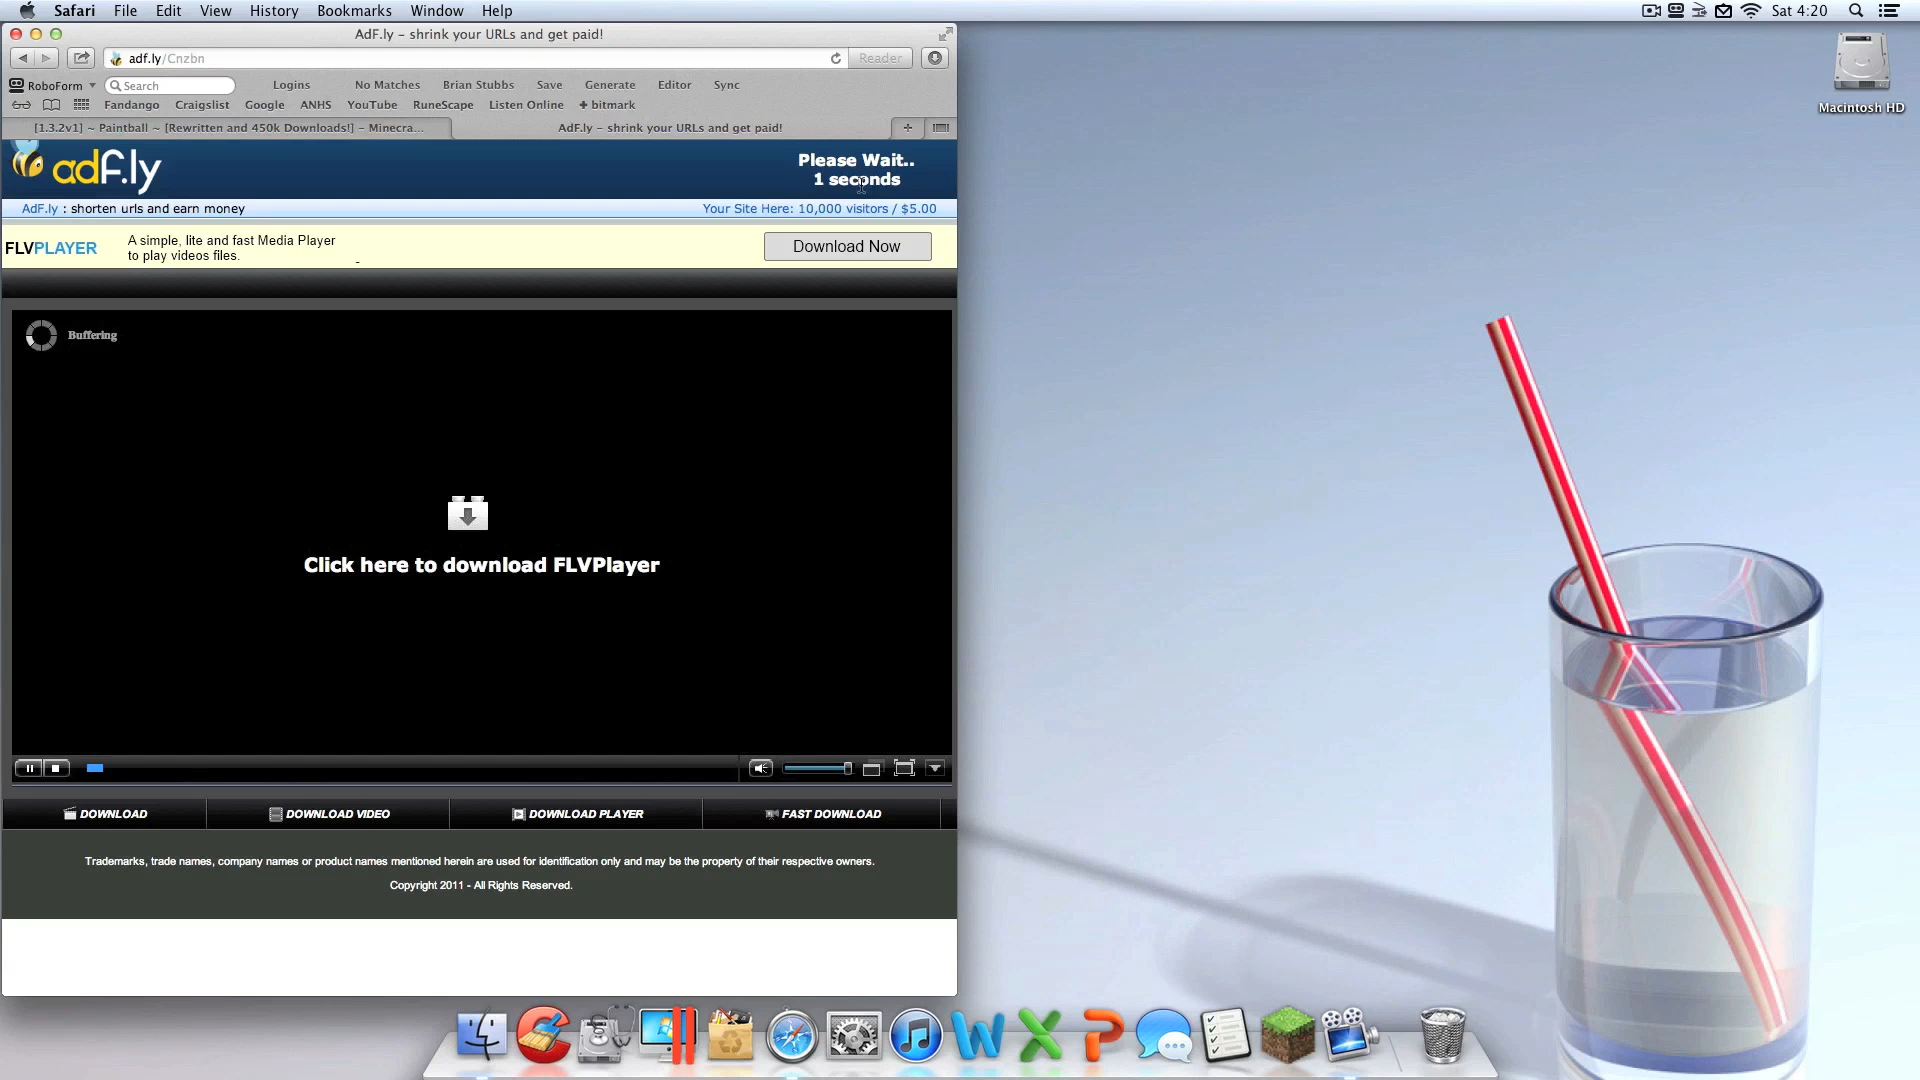 Safari File Edit View History Bookmarks Window Help
Sat 4:20
AdF.ly – shrink your URLs and get paid!
adf.ly/Cnzbn
Reader
RoboForm
Search
Logins
No Matches
Brian Stubbs
Save
Generate
Editor
Sync
Fandango Craigslist Google ANHS YouTube RuneScape Listen Online + bitmark
[1.3.2v1] ~ Paintball ~ [Rewritten and 450k Downloads!] – Minecra...
AdF.ly – shrink your URLs and get paid!
Macintosh HD
adf.ly
Please Wait..
1 seconds
AdF.ly : shorten urls and earn money
Your Site Here: 10,000 visitors / $5.00
FLVPLAYER
A simple, lite and fast Media Player
to play videos files.
Download Now
Buffering
Click here to download FLVPlayer
DOWNLOAD
DOWNLOAD VIDEO
DOWNLOAD PLAYER
FAST DOWNLOAD
Trademarks, trade names, company names or product names mentioned herein are used for identification only and may be the property of their respective owners.
Copyright 2011 - All Rights Reserved.